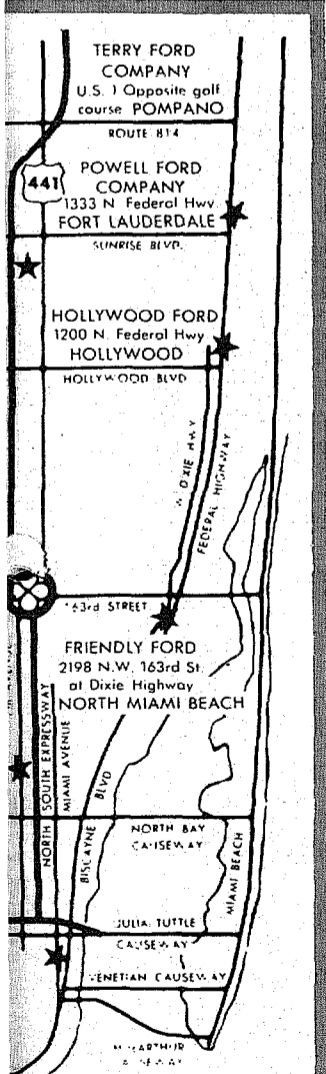 TERRY FORD
COMPANY
U.S. 1 Opposite golf
course POMPANO
ROUTE 814
441
POWELL FORD
COMPANY
1333 N. Federal Hwy
FORT LAUDERDALE
SUNRISE BLVD.
HOLLYWOOD FORD
1200 N. Federal Hwy
HOLLYWOOD
HOLLYWOOD BLVD
DIXIE HWY
FEDERAL HIGHWAY
163rd STREET
FRIENDLY FORD
2198 N.W. 163rd St.
at Dixie Highway
NORTH MIAMI BEACH
NORTH SOUTH EXPRESSWAY
MIAMI AVENUE
BISCAYNE BLVD
NORTH BAY
CAUSEWAY
MIAMI BEACH
JULIA TUTTLE
CAUSEWAY
VENETIAN CAUSEWAY